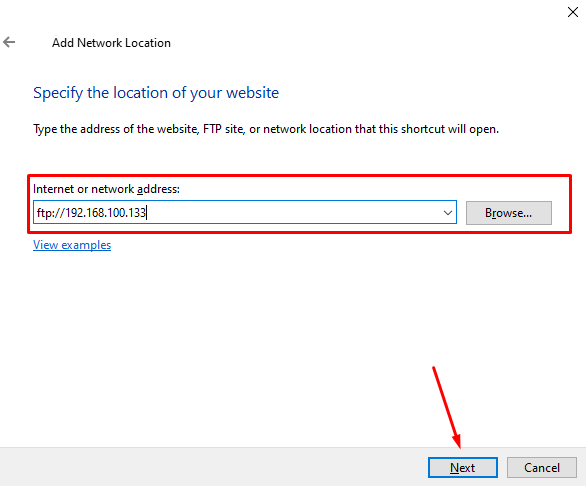 Add Network Location
Specify the location of your website
Type the address of the website, FTP site, or network location that this shortcut will open.
Internet or network address:
ftp://192.168.100.133
Browse...
View examples
Next
Cancel